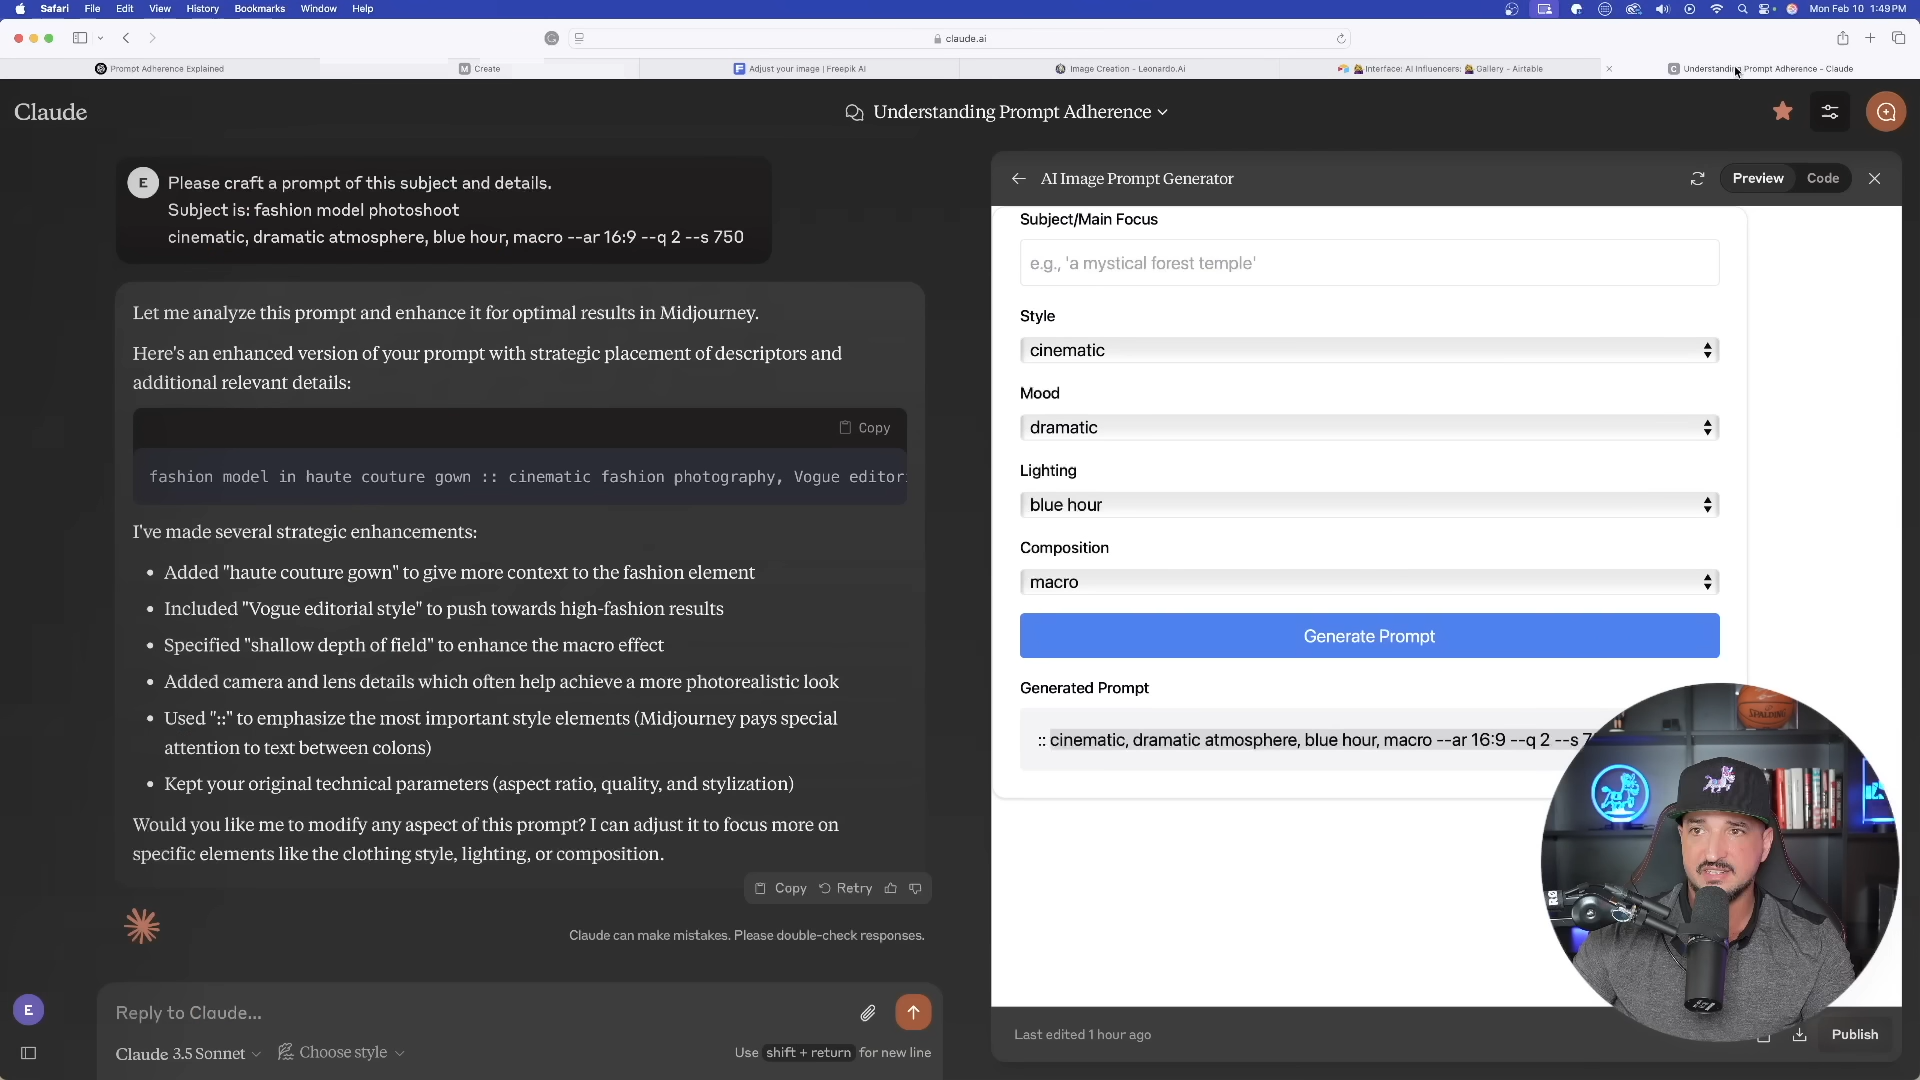 Safari File Edit View History Bookmarks Window Help
Mon Feb 10 1:49 PM
claude.ai
Prompt Adherence Explained
Create
Adjust your image | Freepik AI
Image Creation - Leonardo.Ai
Interface: AI Influencers: Gallery - Airtable
Understanding Prompt Adherence - Claude
Claude
Understanding Prompt Adherence
E
Please craft a prompt of this subject and details.
Subject is: fashion model photoshoot
cinematic, dramatic atmosphere, blue hour, macro --ar 16:9 --q 2 --s 750
Let me analyze this prompt and enhance it for optimal results in Midjourney.
Here's an enhanced version of your prompt with strategic placement of descriptors and
additional relevant details:
Copy
fashion model in haute couture gown :: cinematic fashion photography, Vogue editor
I've made several strategic enhancements:
• Added "haute couture gown" to give more context to the fashion element
• Included "Vogue editorial style" to push towards high-fashion results
• Specified "shallow depth of field" to enhance the macro effect
• Added camera and lens details which often help achieve a more photorealistic look
• Used "::" to emphasize the most important style elements (Midjourney pays special
attention to text between colons)
• Kept your original technical parameters (aspect ratio, quality, and stylization)
Would you like me to modify any aspect of this prompt? I can adjust it to focus more on
specific elements like the clothing style, lighting, or composition.
Copy Retry
Claude can make mistakes. Please double-check responses.
E
Reply to Claude...
Claude 3.5 Sonnet
Choose style
Use shift + return for new line
AI Image Prompt Generator
Preview Code
Subject/Main Focus
e.g., 'a mystical forest temple'
Style
cinematic
Mood
dramatic
Lighting
blue hour
Composition
macro
Generate Prompt
Generated Prompt
:: cinematic, dramatic atmosphere, blue hour, macro --ar 16:9 --q 2 --s 7
SPALDING
Last edited 1 hour ago
Publish